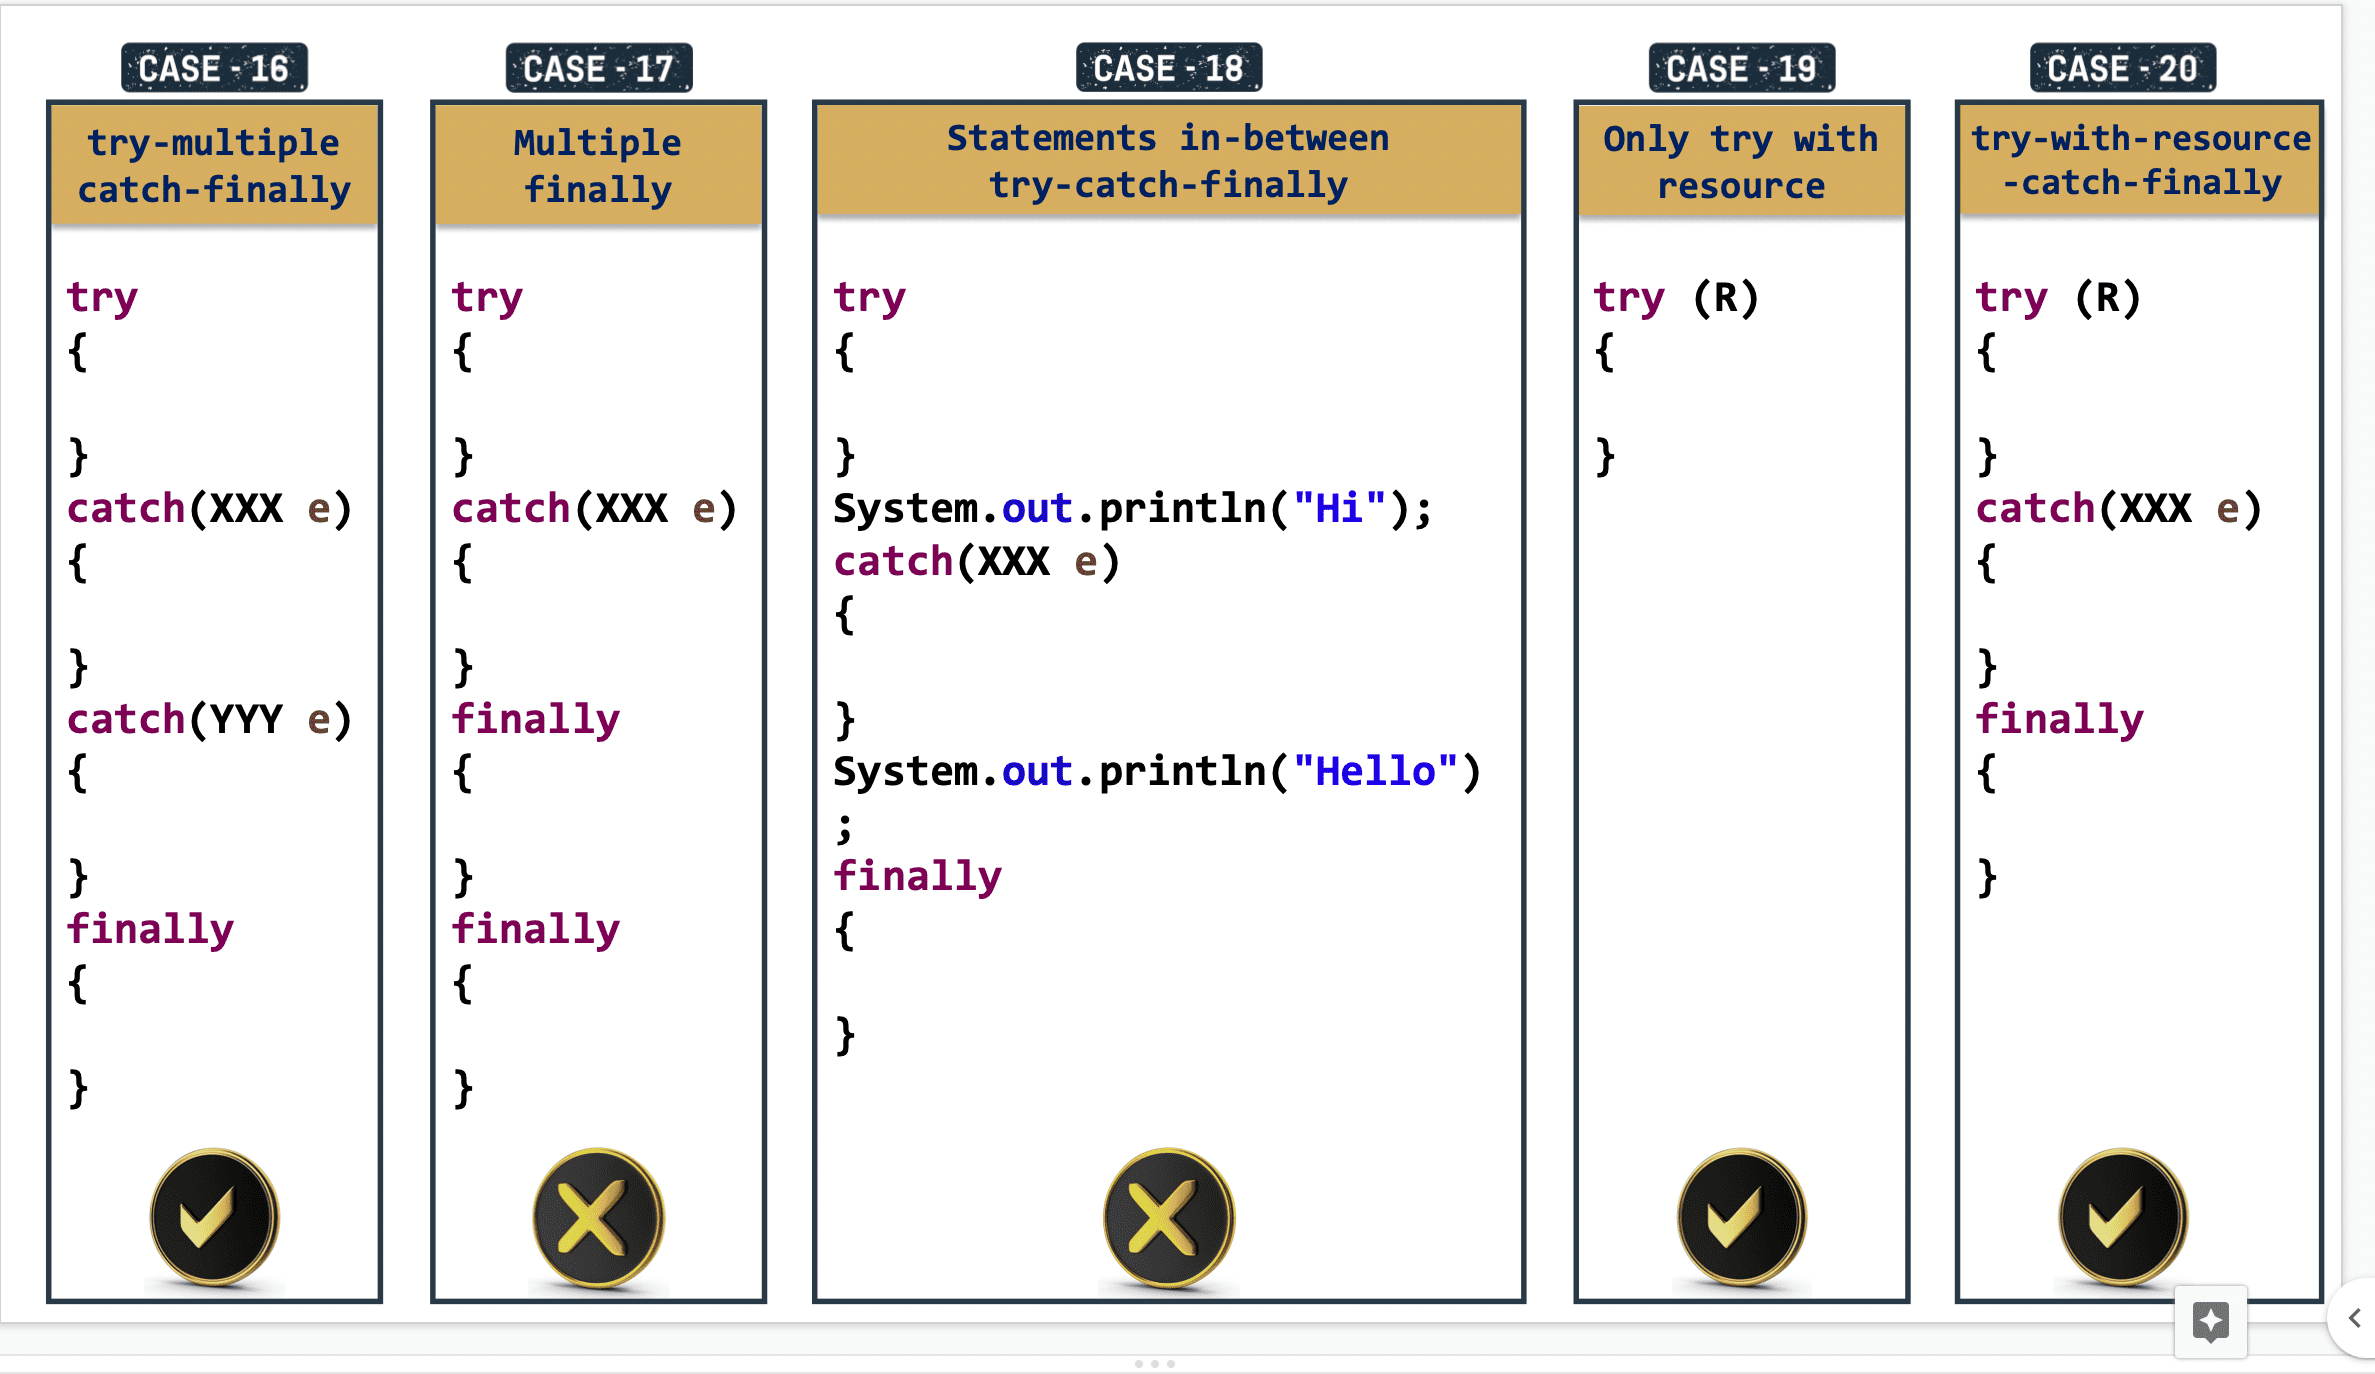 CASE - 16
try-multiple
catch-finally
try
{
}
catch(XXX e)
{
}
catch(YYY e)
{
}
finally
{
}
CASE - 17
Multiple
finally
try
{
}
catch(XXX e)
{
}
finally
{
}
finally
{
}
CASE - 18
Statements in-between
try-catch-finally
try
{
}
System.out.println("Hi");
catch(XXX e)
{
}
System.out.println("Hello")
;
finally
{
}
CASE - 19
Only try with
resource
try (R)
{
}
CASE - 20
try-with-resource
-catch-finally
try (R)
{
}
catch(XXX e)
{
}
finally
{
}